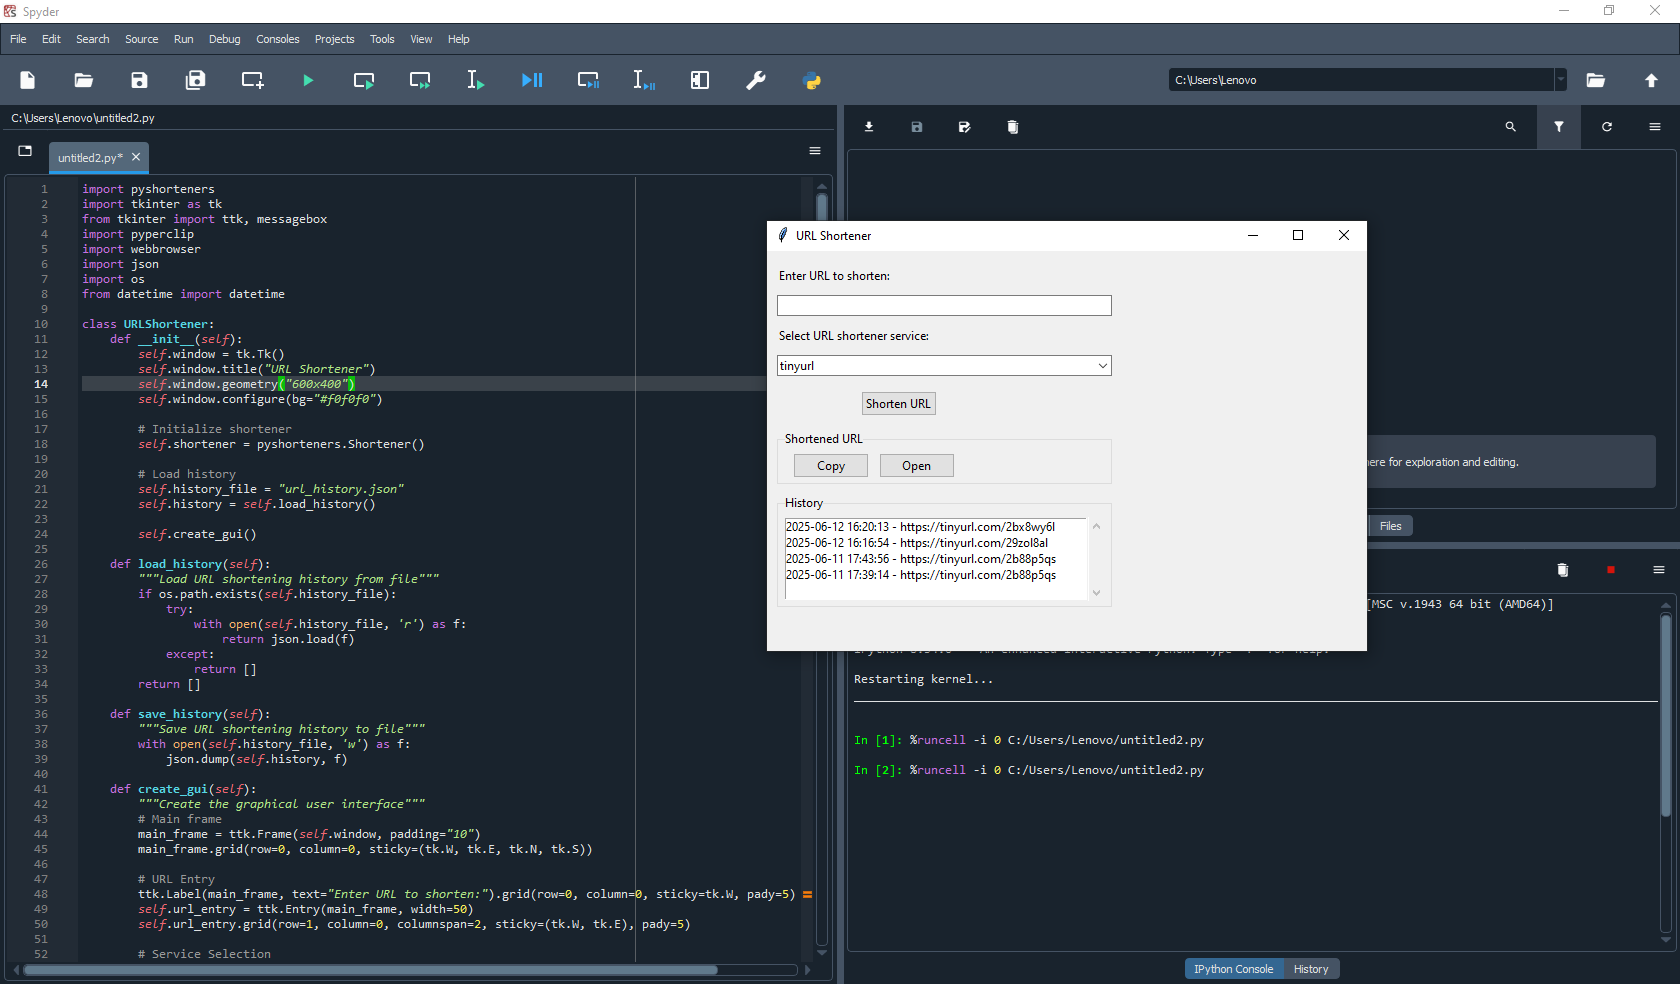 Spyder
File Edit Search Source Run Debug Consoles Projects Tools View Help
C:\Users\Lenovo
C:\Users\Lenovo\untitled2.py
untitled2.py*
1 import pyshorteners
2 import tkinter as tk
3 from tkinter import ttk, messagebox
4 import pyperclip
5 import webbrowser
6 import json
7 import os
8 from datetime import datetime
9
10 class URLShortener:
11 def __init__(self):
12 self.window = tk.Tk()
13 self.window.title("URL Shortener")
14 self.window.geometry("600x400")
15 self.window.configure(bg="#f0f0f0")
16
17 # Initialize shortener
18 self.shortener = pyshorteners.Shortener()
19
20 # Load history
21 self.history_file = "url_history.json"
22 self.history = self.load_history()
23
24 self.create_gui()
25
26 def load_history(self):
27 """Load URL shortening history from file"""
28 if os.path.exists(self.history_file):
29 try:
30 with open(self.history_file, 'r') as f:
31 return json.load(f)
32 except:
33 return []
34 return []
35
36 def save_history(self):
37 """Save URL shortening history to file"""
38 with open(self.history_file, 'w') as f:
39 json.dump(self.history, f)
40
41 def create_gui(self):
42 """Create the graphical user interface"""
43 # Main frame
44 main_frame = ttk.Frame(self.window, padding="10")
45 main_frame.grid(row=0, column=0, sticky=(tk.W, tk.E, tk.N, tk.S))
46
47 # URL Entry
48 ttk.Label(main_frame, text="Enter URL to shorten:").grid(row=0, column=0, sticky=tk.W, pady=5)
49 self.url_entry = ttk.Entry(main_frame, width=50)
50 self.url_entry.grid(row=1, column=0, columnspan=2, sticky=(tk.W, tk.E), pady=5)
51
52 # Service Selection
URL Shortener
Enter URL to shorten:
Select URL shortener service:
tinyurl
Shorten URL
Shortened URL
Copy Open
History
2025-06-12 16:20:13 - https://tinyurl.com/2bx8wy6l
2025-06-12 16:16:54 - https://tinyurl.com/29zol8al
2025-06-11 17:43:56 - https://tinyurl.com/2b88p5qs
2025-06-11 17:39:14 - https://tinyurl.com/2b88p5qs
here for exploration and editing.
Files
[MSC v.1943 64 bit (AMD64)]
Restarting kernel...
In [1]: %runcell -i 0 C:/Users/Lenovo/untitled2.py
In [2]: %runcell -i 0 C:/Users/Lenovo/untitled2.py
IPython Console History